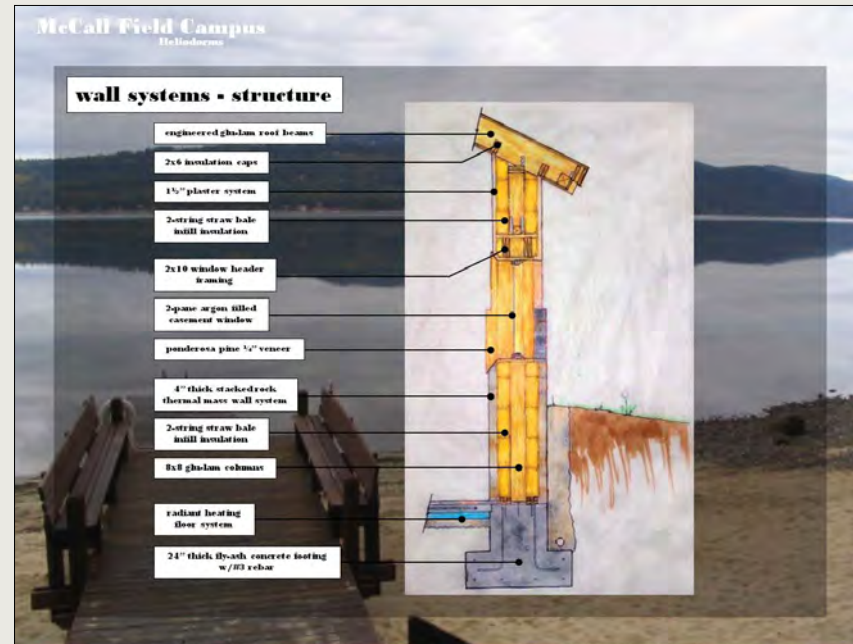 McCall Field Campus
Heliodorms
wall systems - structure
engineered glu-lam roof beams
2x6 insulation caps
1½" plaster system
2-string straw bale
infill insulation
2x10 window header
framing
2-pane argon filled
casement window
ponderosa pine ¾" veneer
4" thick stacked rock
thermal mass wall system
2-string straw bale
infill insulation
8x8 glu-lam columns
radiant heating
floor system
24" thick fly-ash concrete footing
w/#3 rebar